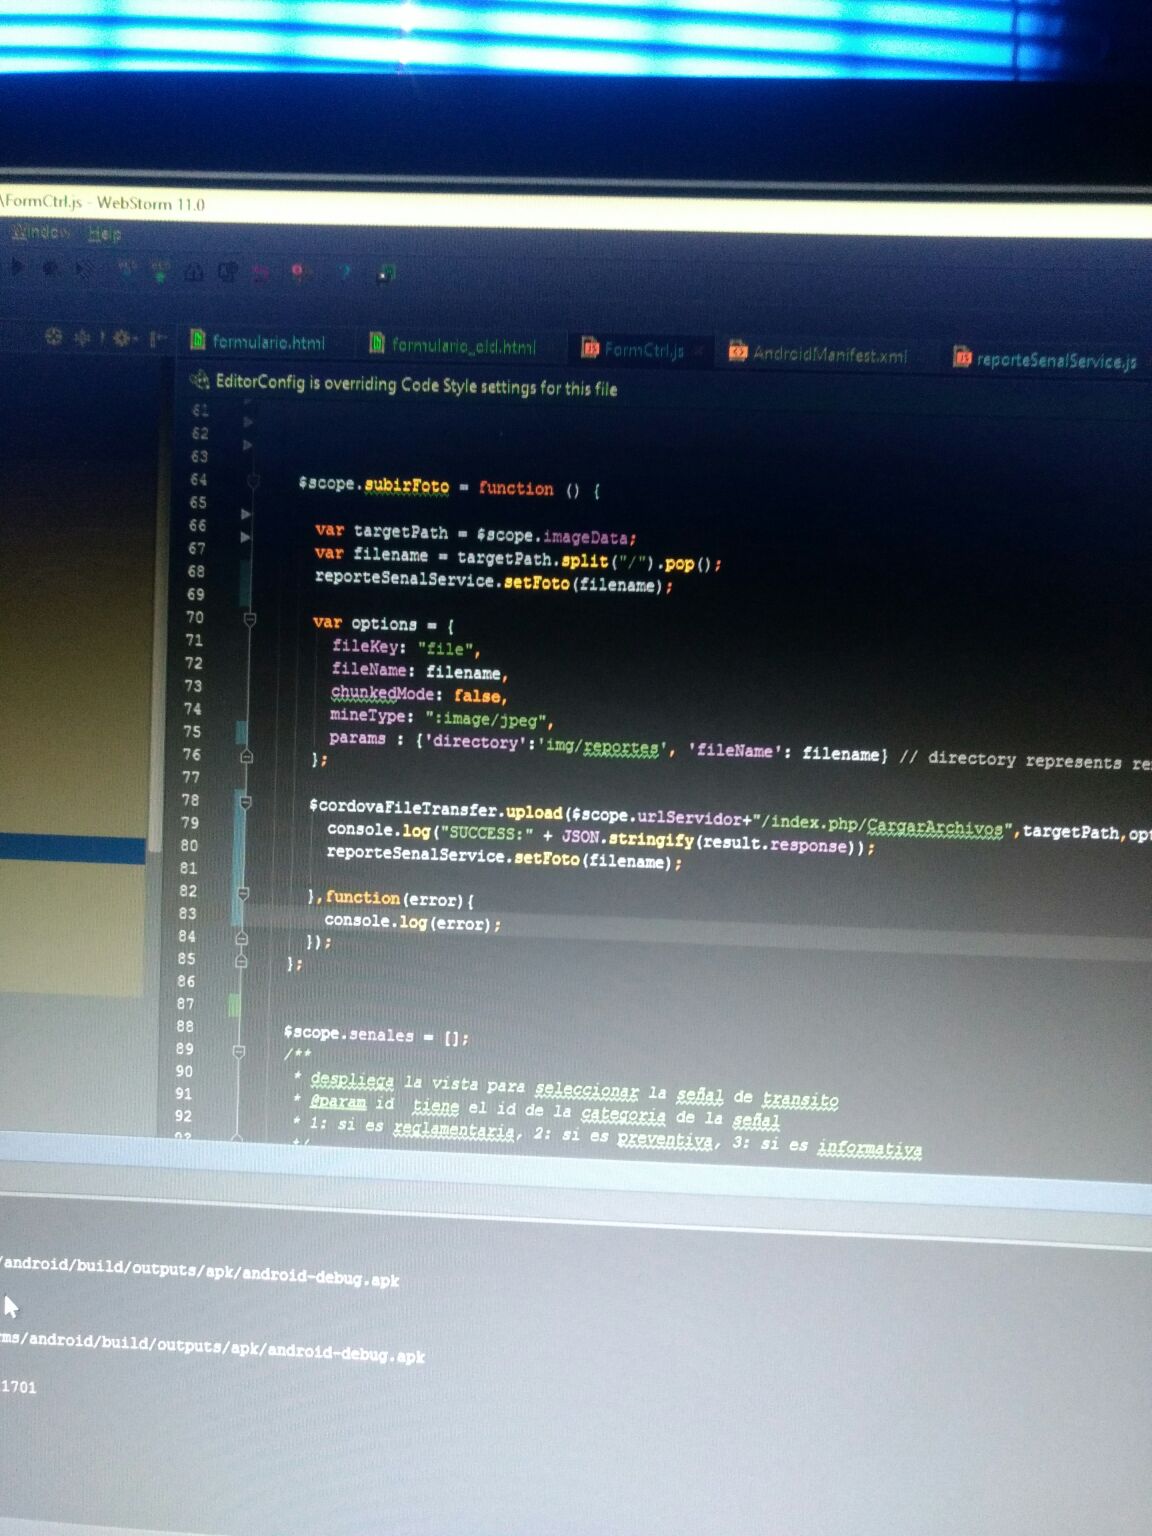 \FormCtrl.js - WebStorm 11.0
Window Help
formulario.html formulario_old.html FormCtrl.js AndroidManifest.xml reporteSenalService.js
EditorConfig is overriding Code Style settings for this file
61
62
63
64 $scope.subirFoto = function () {
65
66 var targetPath = $scope.imageData;
67 var filename = targetPath.split("/").pop();
68 reporteSenalService.setFoto(filename);
69
70 var options = {
71 fileKey: "file",
72 fileName: filename,
73 chunkedMode: false,
74 mineType: ":image/jpeg",
75 params : {'directory':'img/reportes', 'fileName': filename} // directory represents re
76 };
77
78 $cordovaFileTransfer.upload($scope.urlServidor+"/index.php/CargarArchivos",targetPath,opt
79 console.log("SUCCESS:" + JSON.stringify(result.response));
80 reporteSenalService.setFoto(filename);
81
82 },function(error){
83 console.log(error);
84 });
85 };
86
87
88 $scope.senales = [];
89 /**
90 * despliega la vista para seleccionar la señal de transito
91 * @param id tiene el id de la categoria de la señal
92 * 1: si es reglamentaria, 2: si es preventiva, 3: si es informativa
93 */
/android/build/outputs/apk/android-debug.apk
rms/android/build/outputs/apk/android-debug.apk
1701